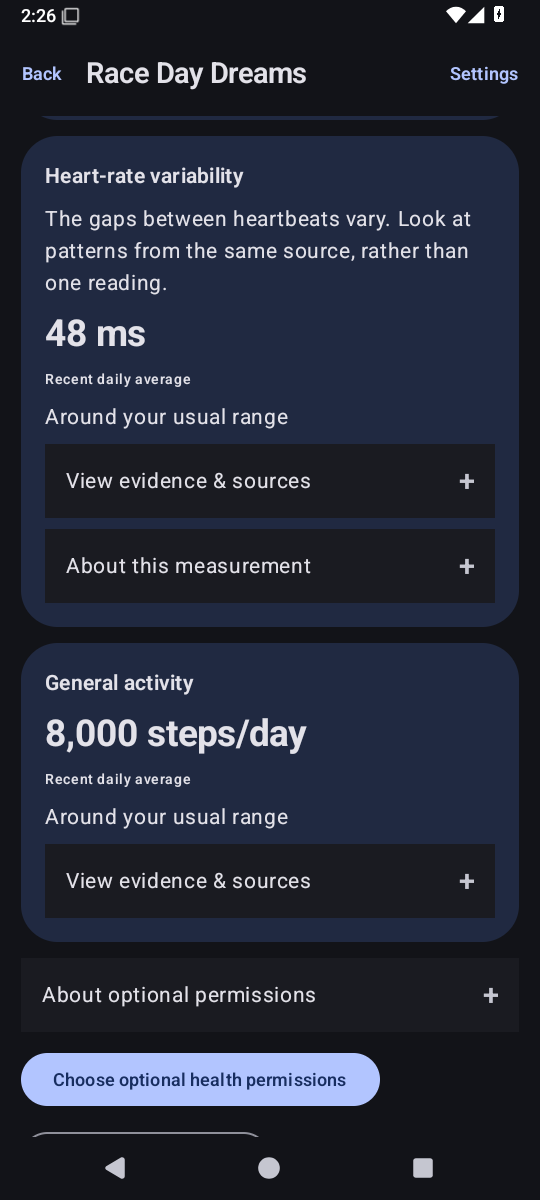 2:26
Back Race Day Dreams Settings
Heart-rate variability
The gaps between heartbeats vary. Look at
patterns from the same source, rather than
one reading.
48 ms
Recent daily average
Around your usual range
View evidence & sources +
About this measurement +
General activity
8,000 steps/day
Recent daily average
Around your usual range
View evidence & sources +
About optional permissions +
Choose optional health permissions